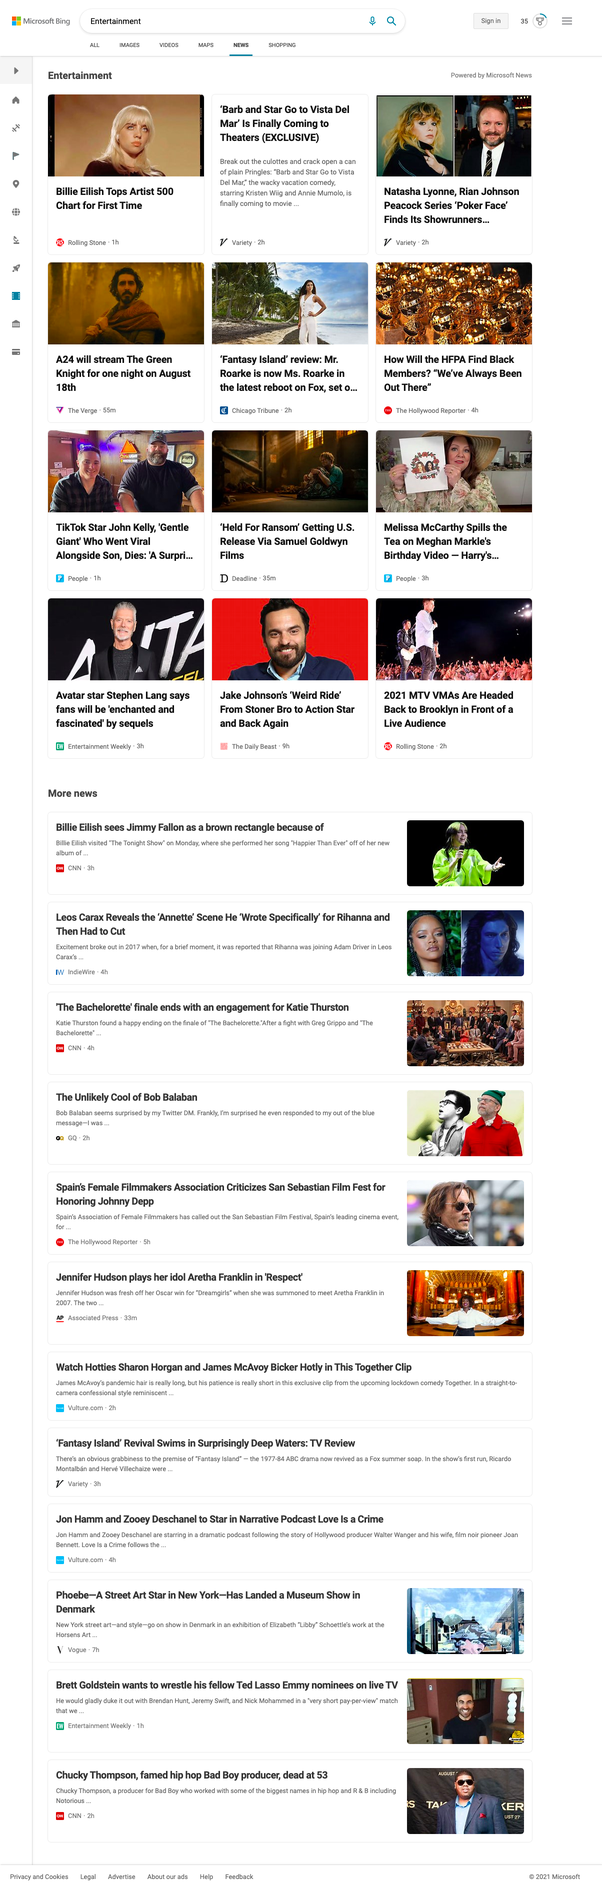 Microsoft Bing
Entertainment
Sign in
35
ALL IMAGES VIDEOS MAPS NEWS SHOPPING
Entertainment
Powered by Microsoft News
Billie Eilish Tops Artist 500
Chart for First Time
Rolling Stone · 1h
‘Barb and Star Go to Vista Del
Mar’ Is Finally Coming to
Theaters (EXCLUSIVE)
Break out the culottes and crack open a can
of plain Pringles: “Barb and Star Go to Vista
Del Mar,” the wacky vacation comedy,
starring Kristen Wiig and Annie Mumolo, is
finally coming to movie ...
Variety · 2h
Natasha Lyonne, Rian Johnson
Peacock Series ‘Poker Face’
Finds Its Showrunners...
Variety · 2h
A24 will stream The Green
Knight for one night on August
18th
The Verge · 55m
‘Fantasy Island’ review: Mr.
Roarke is now Ms. Roarke in
the latest reboot on Fox, set o...
Chicago Tribune · 2h
How Will the HFPA Find Black
Members? “We’ve Always Been
Out There”
The Hollywood Reporter · 4h
TikTok Star John Kelly, 'Gentle
Giant' Who Went Viral
Alongside Son, Dies: 'A Surpri...
People · 1h
‘Held For Ransom’ Getting U.S.
Release Via Samuel Goldwyn
Films
Deadline · 35m
Melissa McCarthy Spills the
Tea on Meghan Markle's
Birthday Video — Harry's...
People · 3h
Avatar star Stephen Lang says
fans will be 'enchanted and
fascinated' by sequels
Entertainment Weekly · 3h
Jake Johnson’s ‘Weird Ride’
From Stoner Bro to Action Star
and Back Again
The Daily Beast · 9h
2021 MTV VMAs Are Headed
Back to Brooklyn in Front of a
Live Audience
Rolling Stone · 2h
More news
Billie Eilish sees Jimmy Fallon as a brown rectangle because of
Billie Eilish visited "The Tonight Show" on Monday, where she performed her song "Happier Than Ever" off of her new
album of ...
CNN · 3h
Leos Carax Reveals the ‘Annette’ Scene He ‘Wrote Specifically’ for Rihanna and
Then Had to Cut
Excitement broke out in 2017 when, for a brief moment, it was reported that Rihanna was joining Adam Driver in Leos
Carax’s ...
IndieWire · 4h
'The Bachelorette' finale ends with an engagement for Katie Thurston
Katie Thurston found a happy ending on the finale of "The Bachelorette."After a fight with Greg Grippo and "The
Bachelorette" ...
CNN · 4h
The Unlikely Cool of Bob Balaban
Bob Balaban seems surprised by my Twitter DM. Frankly, I’m surprised he even responded to my out of the blue
message—I was ...
GQ · 2h
Spain’s Female Filmmakers Association Criticizes San Sebastian Film Fest for
Honoring Johnny Depp
Spain’s Association of Female Filmmakers has called out the San Sebastian Film Festival, Spain’s leading cinema event,
for ...
The Hollywood Reporter · 5h
Jennifer Hudson plays her idol Aretha Franklin in 'Respect'
Jennifer Hudson was fresh off her Oscar win for “Dreamgirls” when she was summoned to meet Aretha Franklin in
2007. The two ...
AP Associated Press · 33m
Watch Hotties Sharon Horgan and James McAvoy Bicker Hotly in This Together Clip
James McAvoy’s pandemic hair is really long, but his patience is really short in this exclusive clip from the upcoming lockdown comedy Together. In a straight-to-
camera confessional style reminiscent ...
Vulture.com · 2h
‘Fantasy Island’ Revival Swims in Surprisingly Deep Waters: TV Review
There’s an obvious grabbiness to the premise of “Fantasy Island” — the 1977-84 ABC drama now revived as a Fox summer soap. In the show’s first run, Ricardo
Montalbán and Hervé Villechaize were ...
Variety · 3h
Jon Hamm and Zooey Deschanel to Star in Narrative Podcast Love Is a Crime
Jon Hamm and Zooey Deschanel are starring in a dramatic podcast following the story of Hollywood producer Walter Wanger and his wife, film noir pioneer Joan
Bennett. Love Is a Crime follows the ...
Vulture.com · 4h
Phoebe—A Street Art Star in New York—Has Landed a Museum Show in
Denmark
New York street art—and style—go on show in Denmark in an exhibition of Elizabeth “Libby” Schoettle’s work at the
Horsens Art ...
Vogue · 7h
Brett Goldstein wants to wrestle his fellow Ted Lasso Emmy nominees on live TV
He would gladly duke it out with Brendan Hunt, Jeremy Swift, and Nick Mohammed in a "very short pay-per-view" match
that we ...
Entertainment Weekly · 1h
Chucky Thompson, famed hip hop Bad Boy producer, dead at 53
Chucky Thompson, a producer for Bad Boy who worked with some of the biggest names in hip hop and R & B including
Notorious ...
CNN · 2h
Privacy and Cookies Legal Advertise About our ads Help Feedback
© 2021 Microsoft